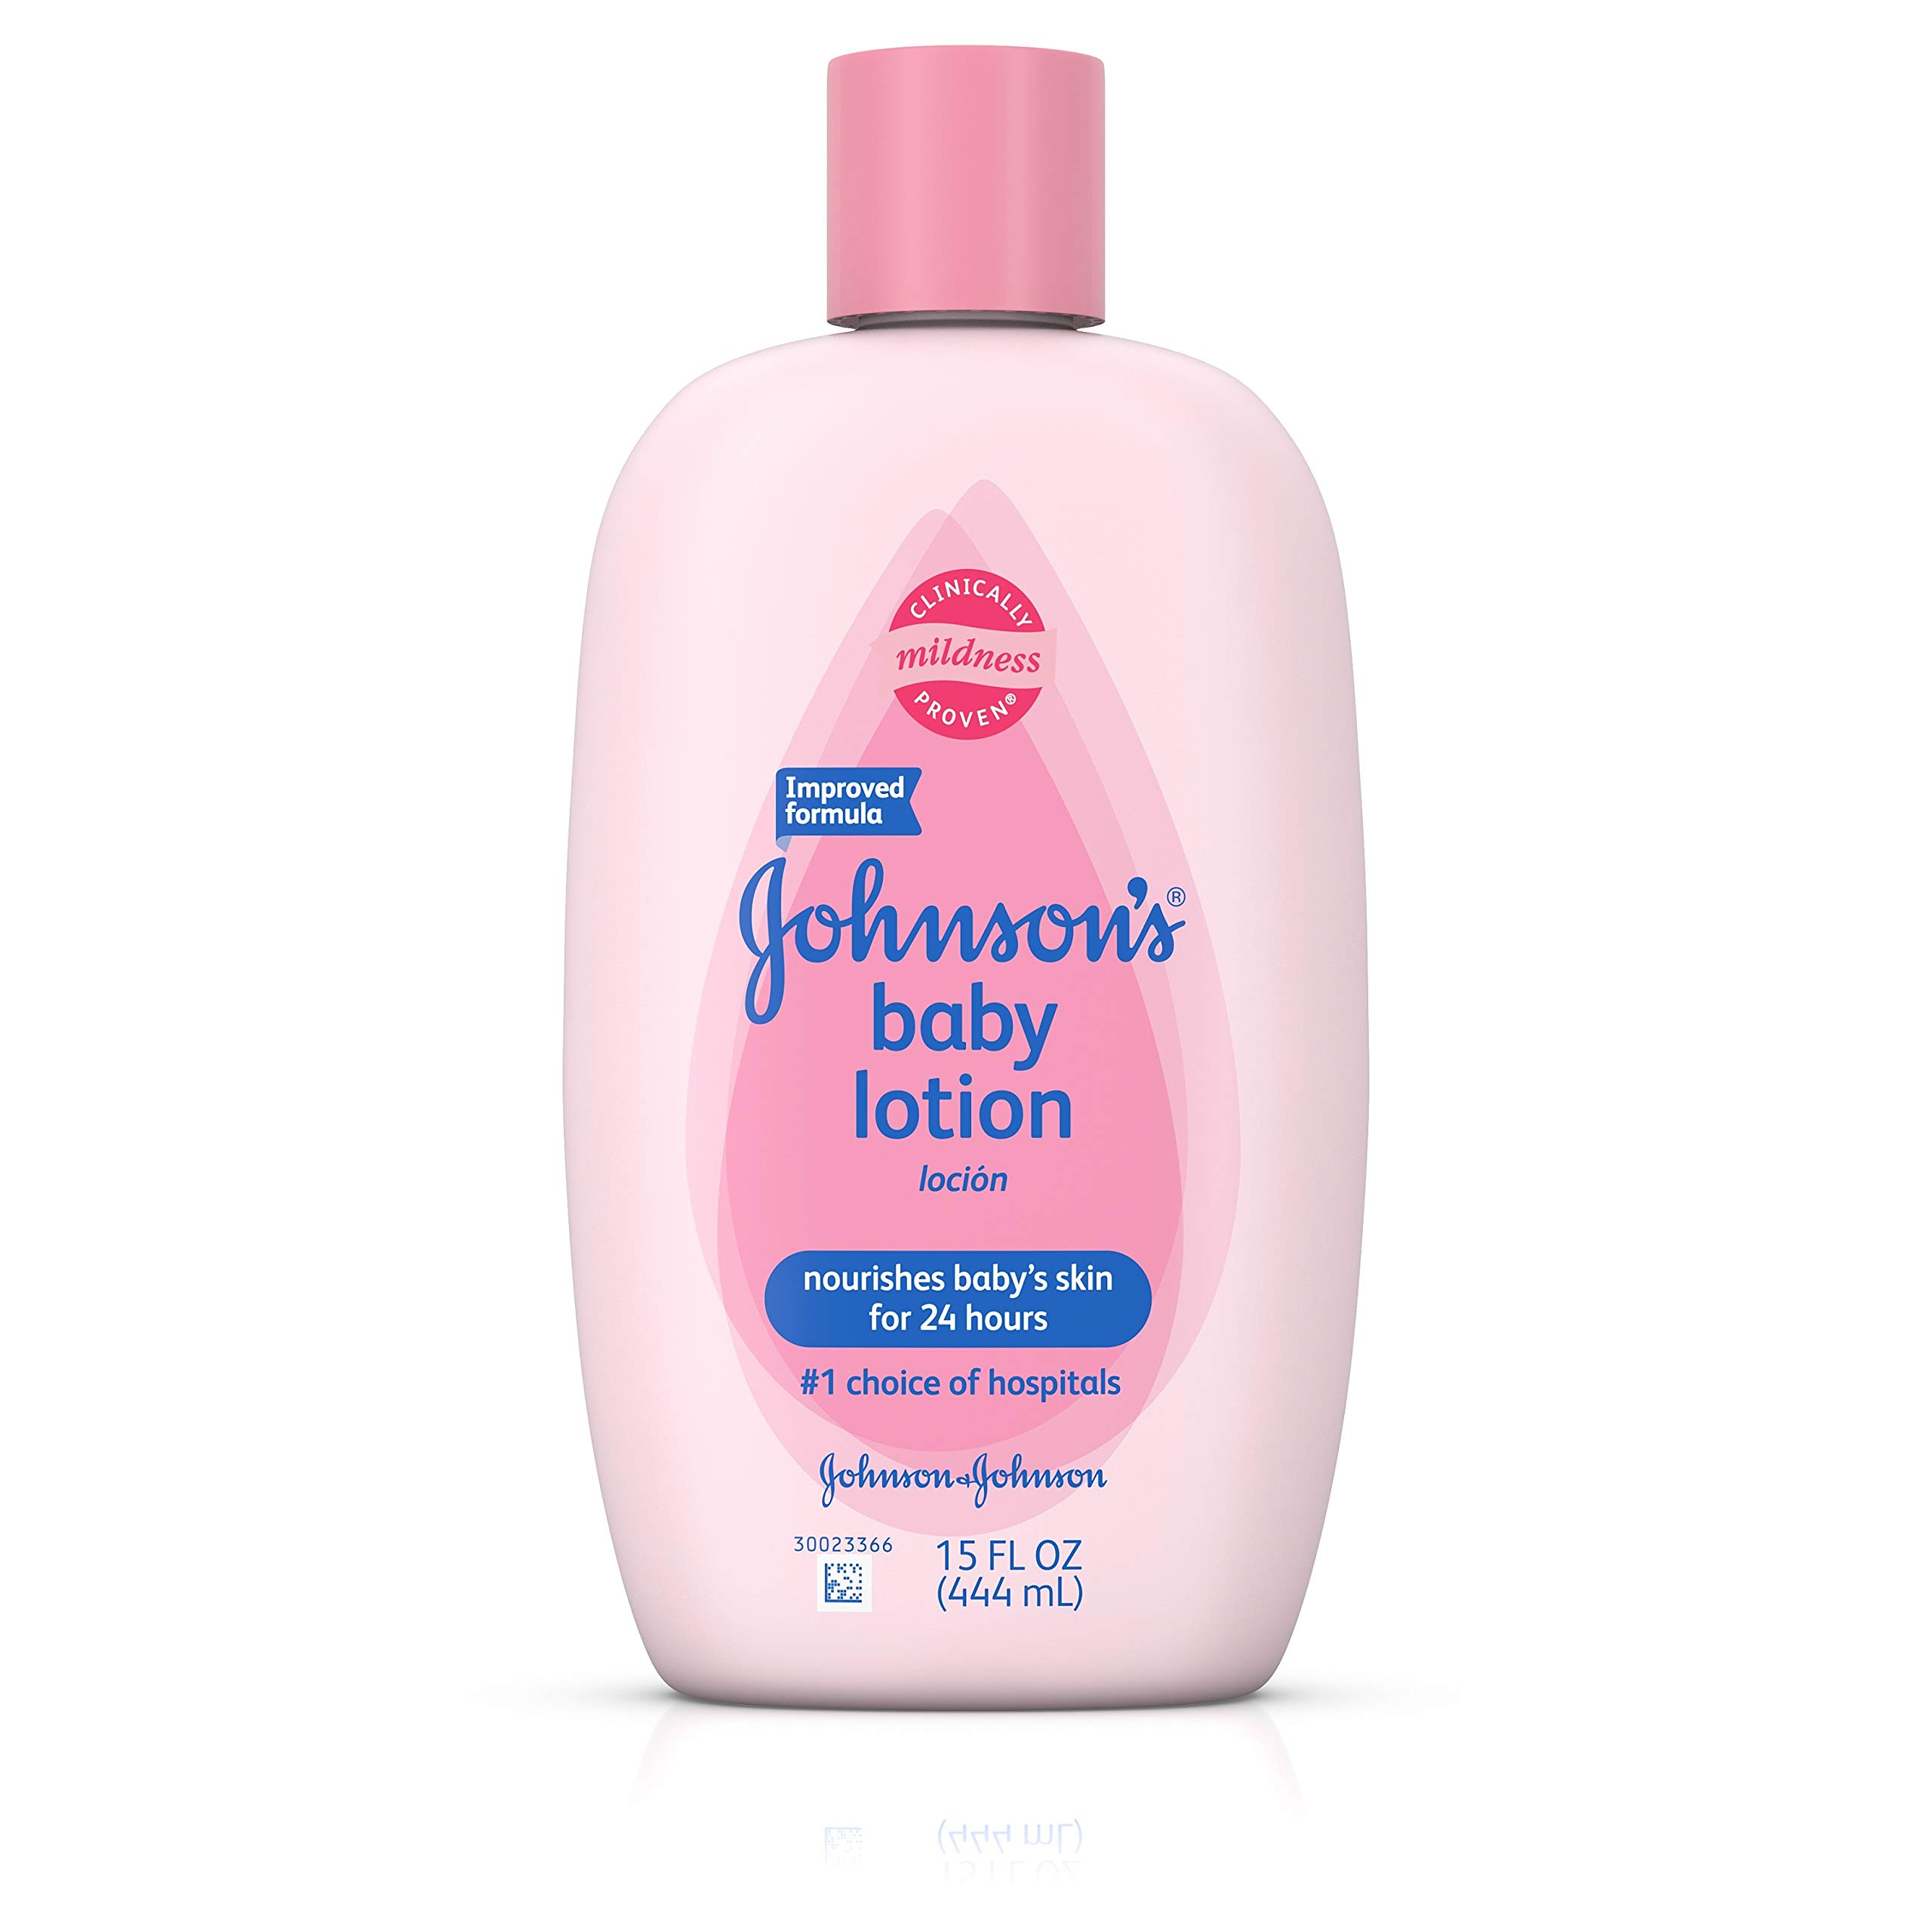 CLINICALLY
mildness
PROVEN®
Improved
formula
Johnson's®
baby
lotion
loción
nourishes baby's skin
for 24 hours
#1 choice of hospitals
Johnson & Johnson
30023366
15 FL OZ
(444 mL)